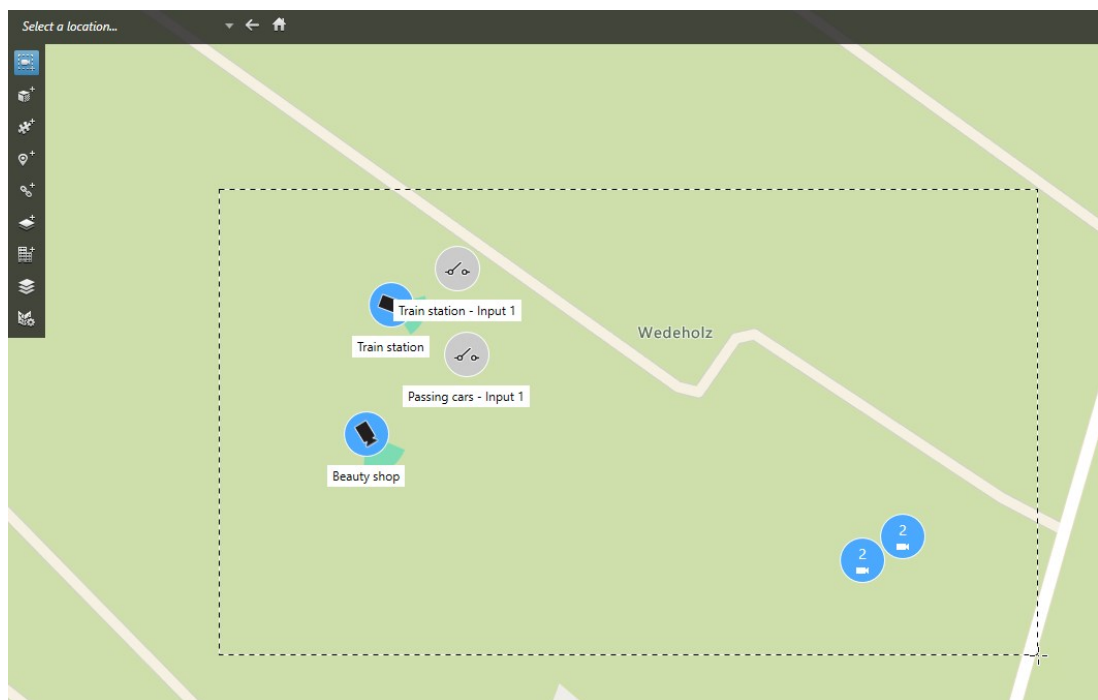 Select a location...
Train station - Input 1
Wedeholz
Train station
Passing cars - Input 1
Beauty shop
2
2